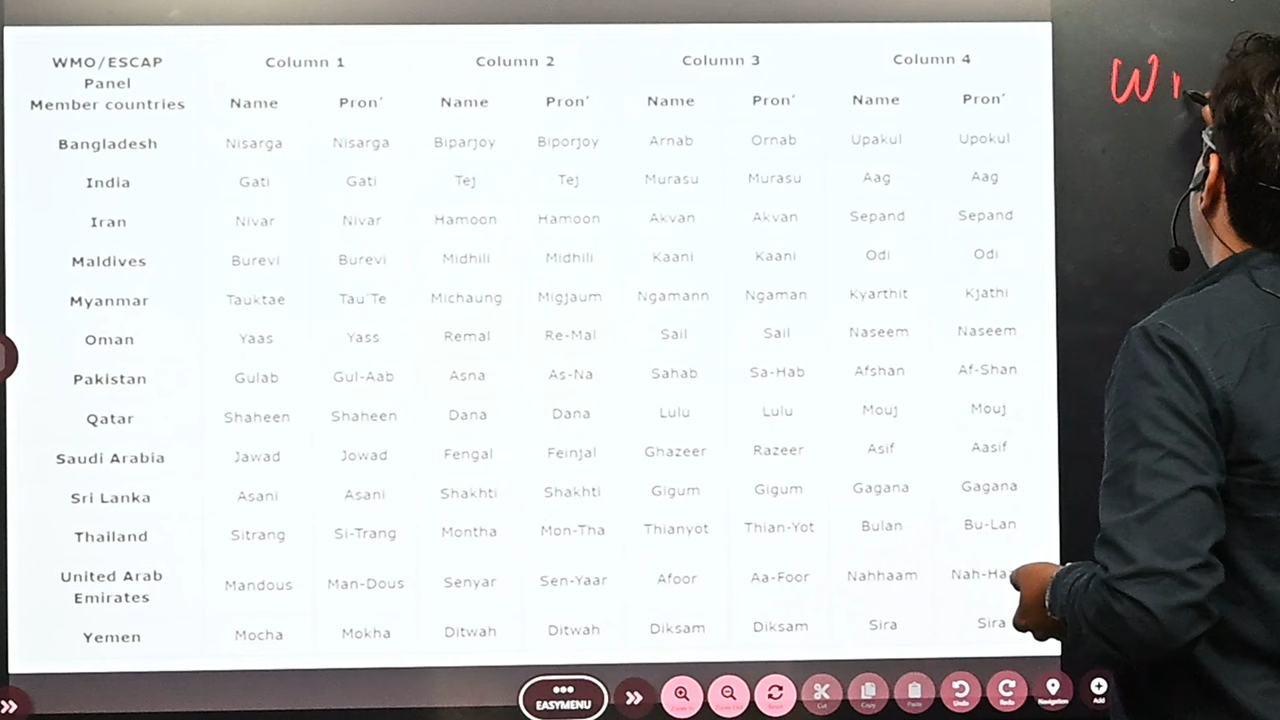 WMO/ESCAP Panel Member countries Column 1 Column 2 Column 3 Column 4
Name Pron' Name Pron' Name Pron' Name Pron'
Bangladesh Nisarga Nisarga Biparjoy Biporjoy Arnab Ornab Upakul Upokul
India Gati Gati Tej Tej Murasu Murasu Aag Aag
Iran Nivar Nivar Hamoon Hamoon Akvan Akvan Sepand Sepand
Maldives Burevi Burevi Midhili Midhili Kaani Kaani Odi Odi
Myanmar Tauktae Tau'Te Michaung Migjaum Ngamann Ngaman Kyarthit Kjathi
Oman Yaas Yass Remal Re-Mal Sail Sail Naseem Naseem
Pakistan Gulab Gul-Aab Asna As-Na Sahab Sa-Hab Afshan Af-Shan
Qatar Shaheen Shaheen Dana Dana Lulu Lulu Mouj Mouj
Saudi Arabia Jawad Jowad Fengal Feinjal Ghazeer Razeer Asif Aasif
Sri Lanka Asani Asani Shakhti Shakhti Gigum Gigum Gagana Gagana
Thailand Sitrang Si-Trang Montha Mon-Tha Thianyot Thian-Yot Bulan Bu-Lan
United Arab Emirates Mandous Man-Dous Senyar Sen-Yaar Afoor Aa-Foor Nahhaam
Yemen Mocha Mokha Ditwah Ditwah Diksam Diksam Sira Sira
EASYMENU Cut Copy Paste Undo Redo Navigation Add